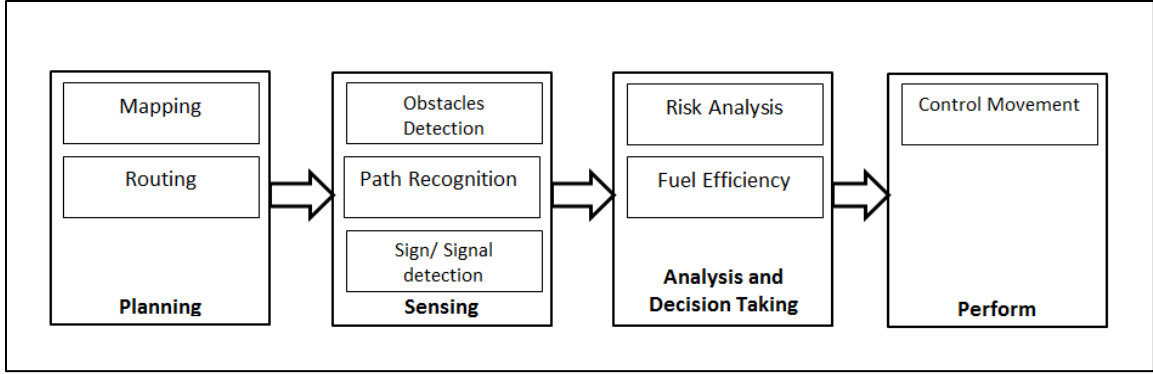 Mapping
Routing
Planning
Obstacles
Detection
Path Recognition
Sign/ Signal
detection
Sensing
Risk Analysis
Fuel Efficiency
Analysis and
Decision Taking
Control Movement
Perform